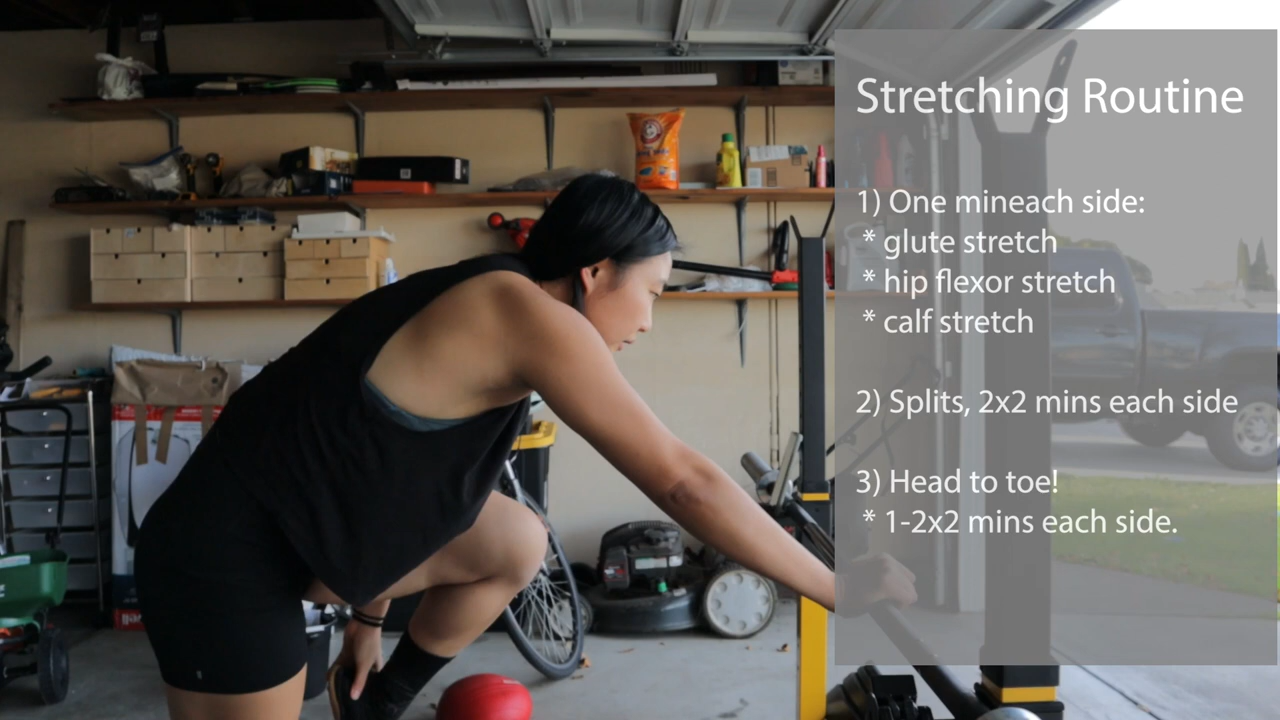 Stretching Routine
1) One mineach side:
* glute stretch
* hip flexor stretch
* calf stretch
2) Splits, 2x2 mins each side
3) Head to toe!
* 1-2x2 mins each side.